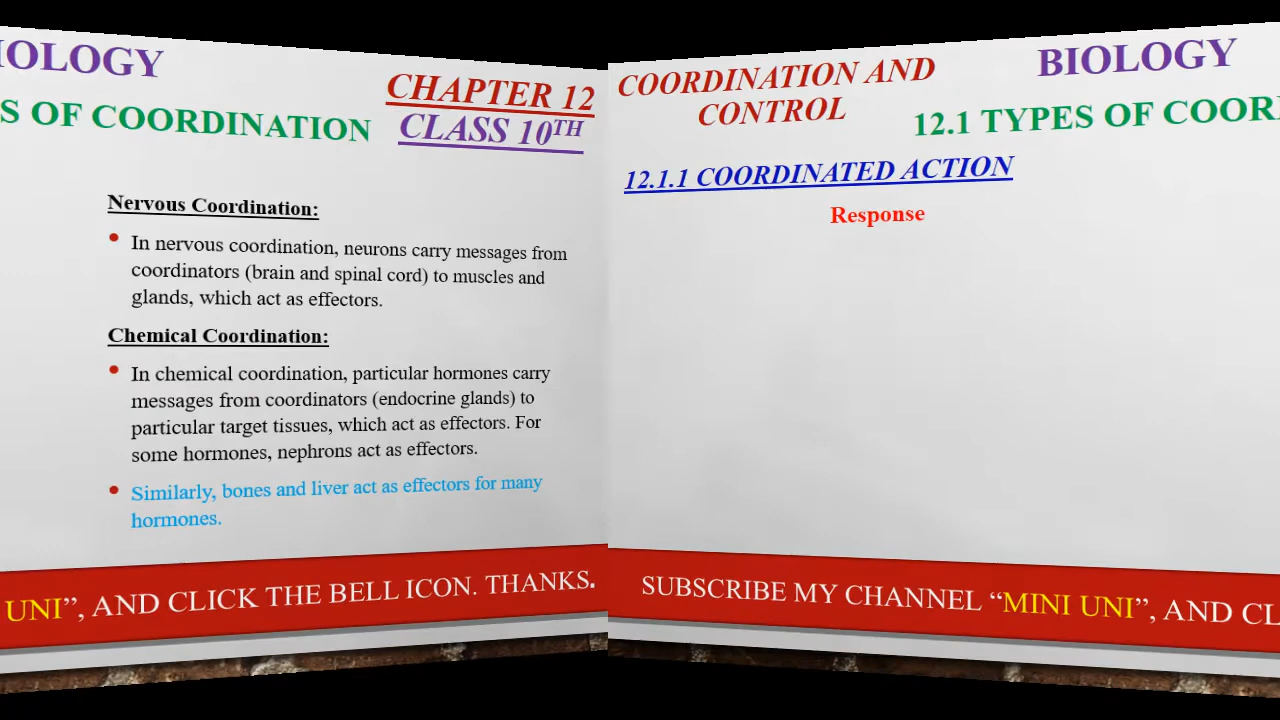 IOLOGY
CHAPTER 12
S OF COORDINATION
CLASS 10TH
Nervous Coordination:
• In nervous coordination, neurons carry messages from
coordinators (brain and spinal cord) to muscles and
glands, which act as effectors.
Chemical Coordination:
• In chemical coordination, particular hormones carry
messages from coordinators (endocrine glands) to
particular target tissues, which act as effectors. For
some hormones, nephrons act as effectors.
• Similarly, bones and liver act as effectors for many
hormones.
UNI”, AND CLICK THE BELL ICON. THANKS.
COORDINATION AND
CONTROL
BIOLOGY
12.1 TYPES OF COOR
12.1.1 COORDINATED ACTION
Response
SUBSCRIBE MY CHANNEL “MINI UNI”, AND CL